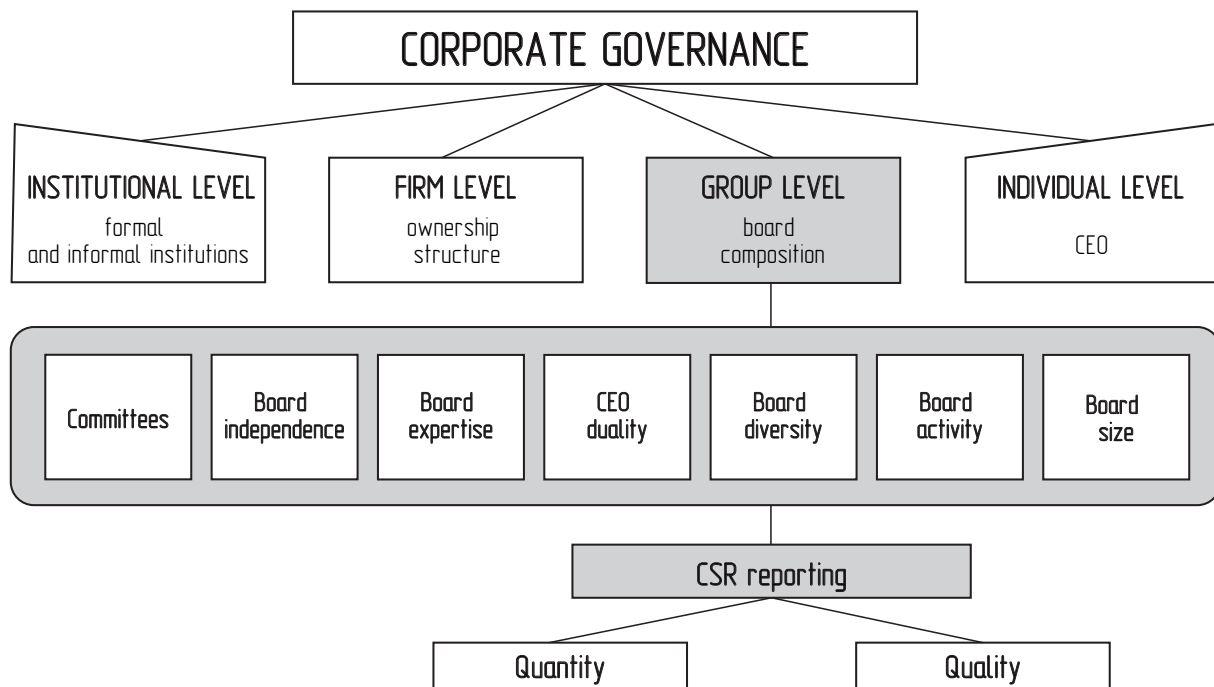 CORPORATE GOVERNANCE
INSTITUTIONAL LEVEL
formal
and informal institutions
FIRM LEVEL
ownership
structure
GROUP LEVEL
board
composition
INDIVIDUAL LEVEL
CEO
Committees
Board
independence
Board
expertise
CEO
duality
Board
diversity
Board
activity
Board
size
CSR reporting
Quantity
Quality